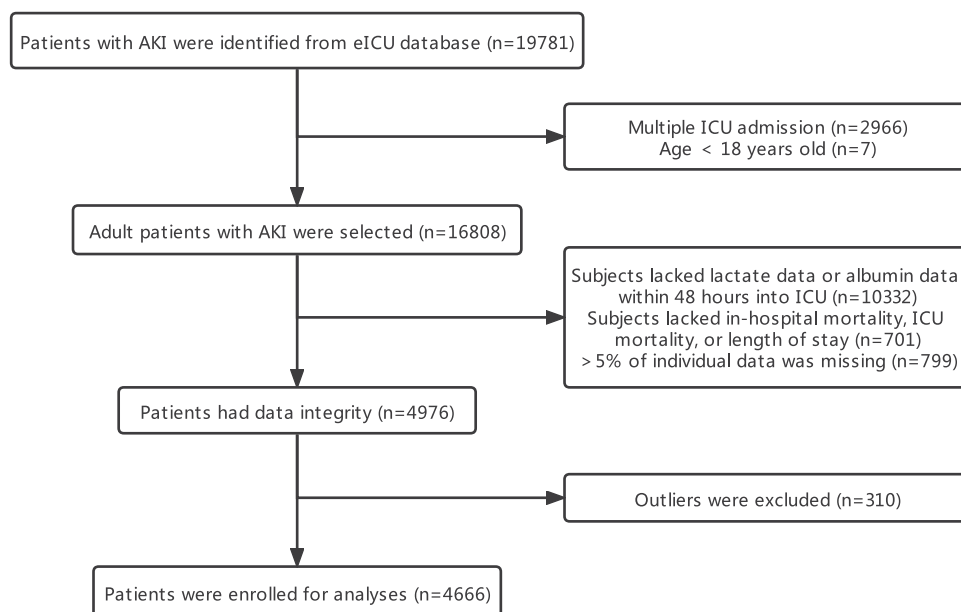 Patients with AKI were identified from eICU database (n=19781)
Multiple ICU admission (n=2966)
Age < 18 years old (n=7)
Adult patients with AKI were selected (n=16808)
Subjects lacked lactate data or albumin data
within 48 hours into ICU (n=10332)
Subjects lacked in-hospital mortality, ICU
mortality, or length of stay (n=701)
>5% of individual data was missing (n=799)
Patients had data integrity (n=4976)
Outliers were excluded (n=310)
Patients were enrolled for analyses (n=4666)